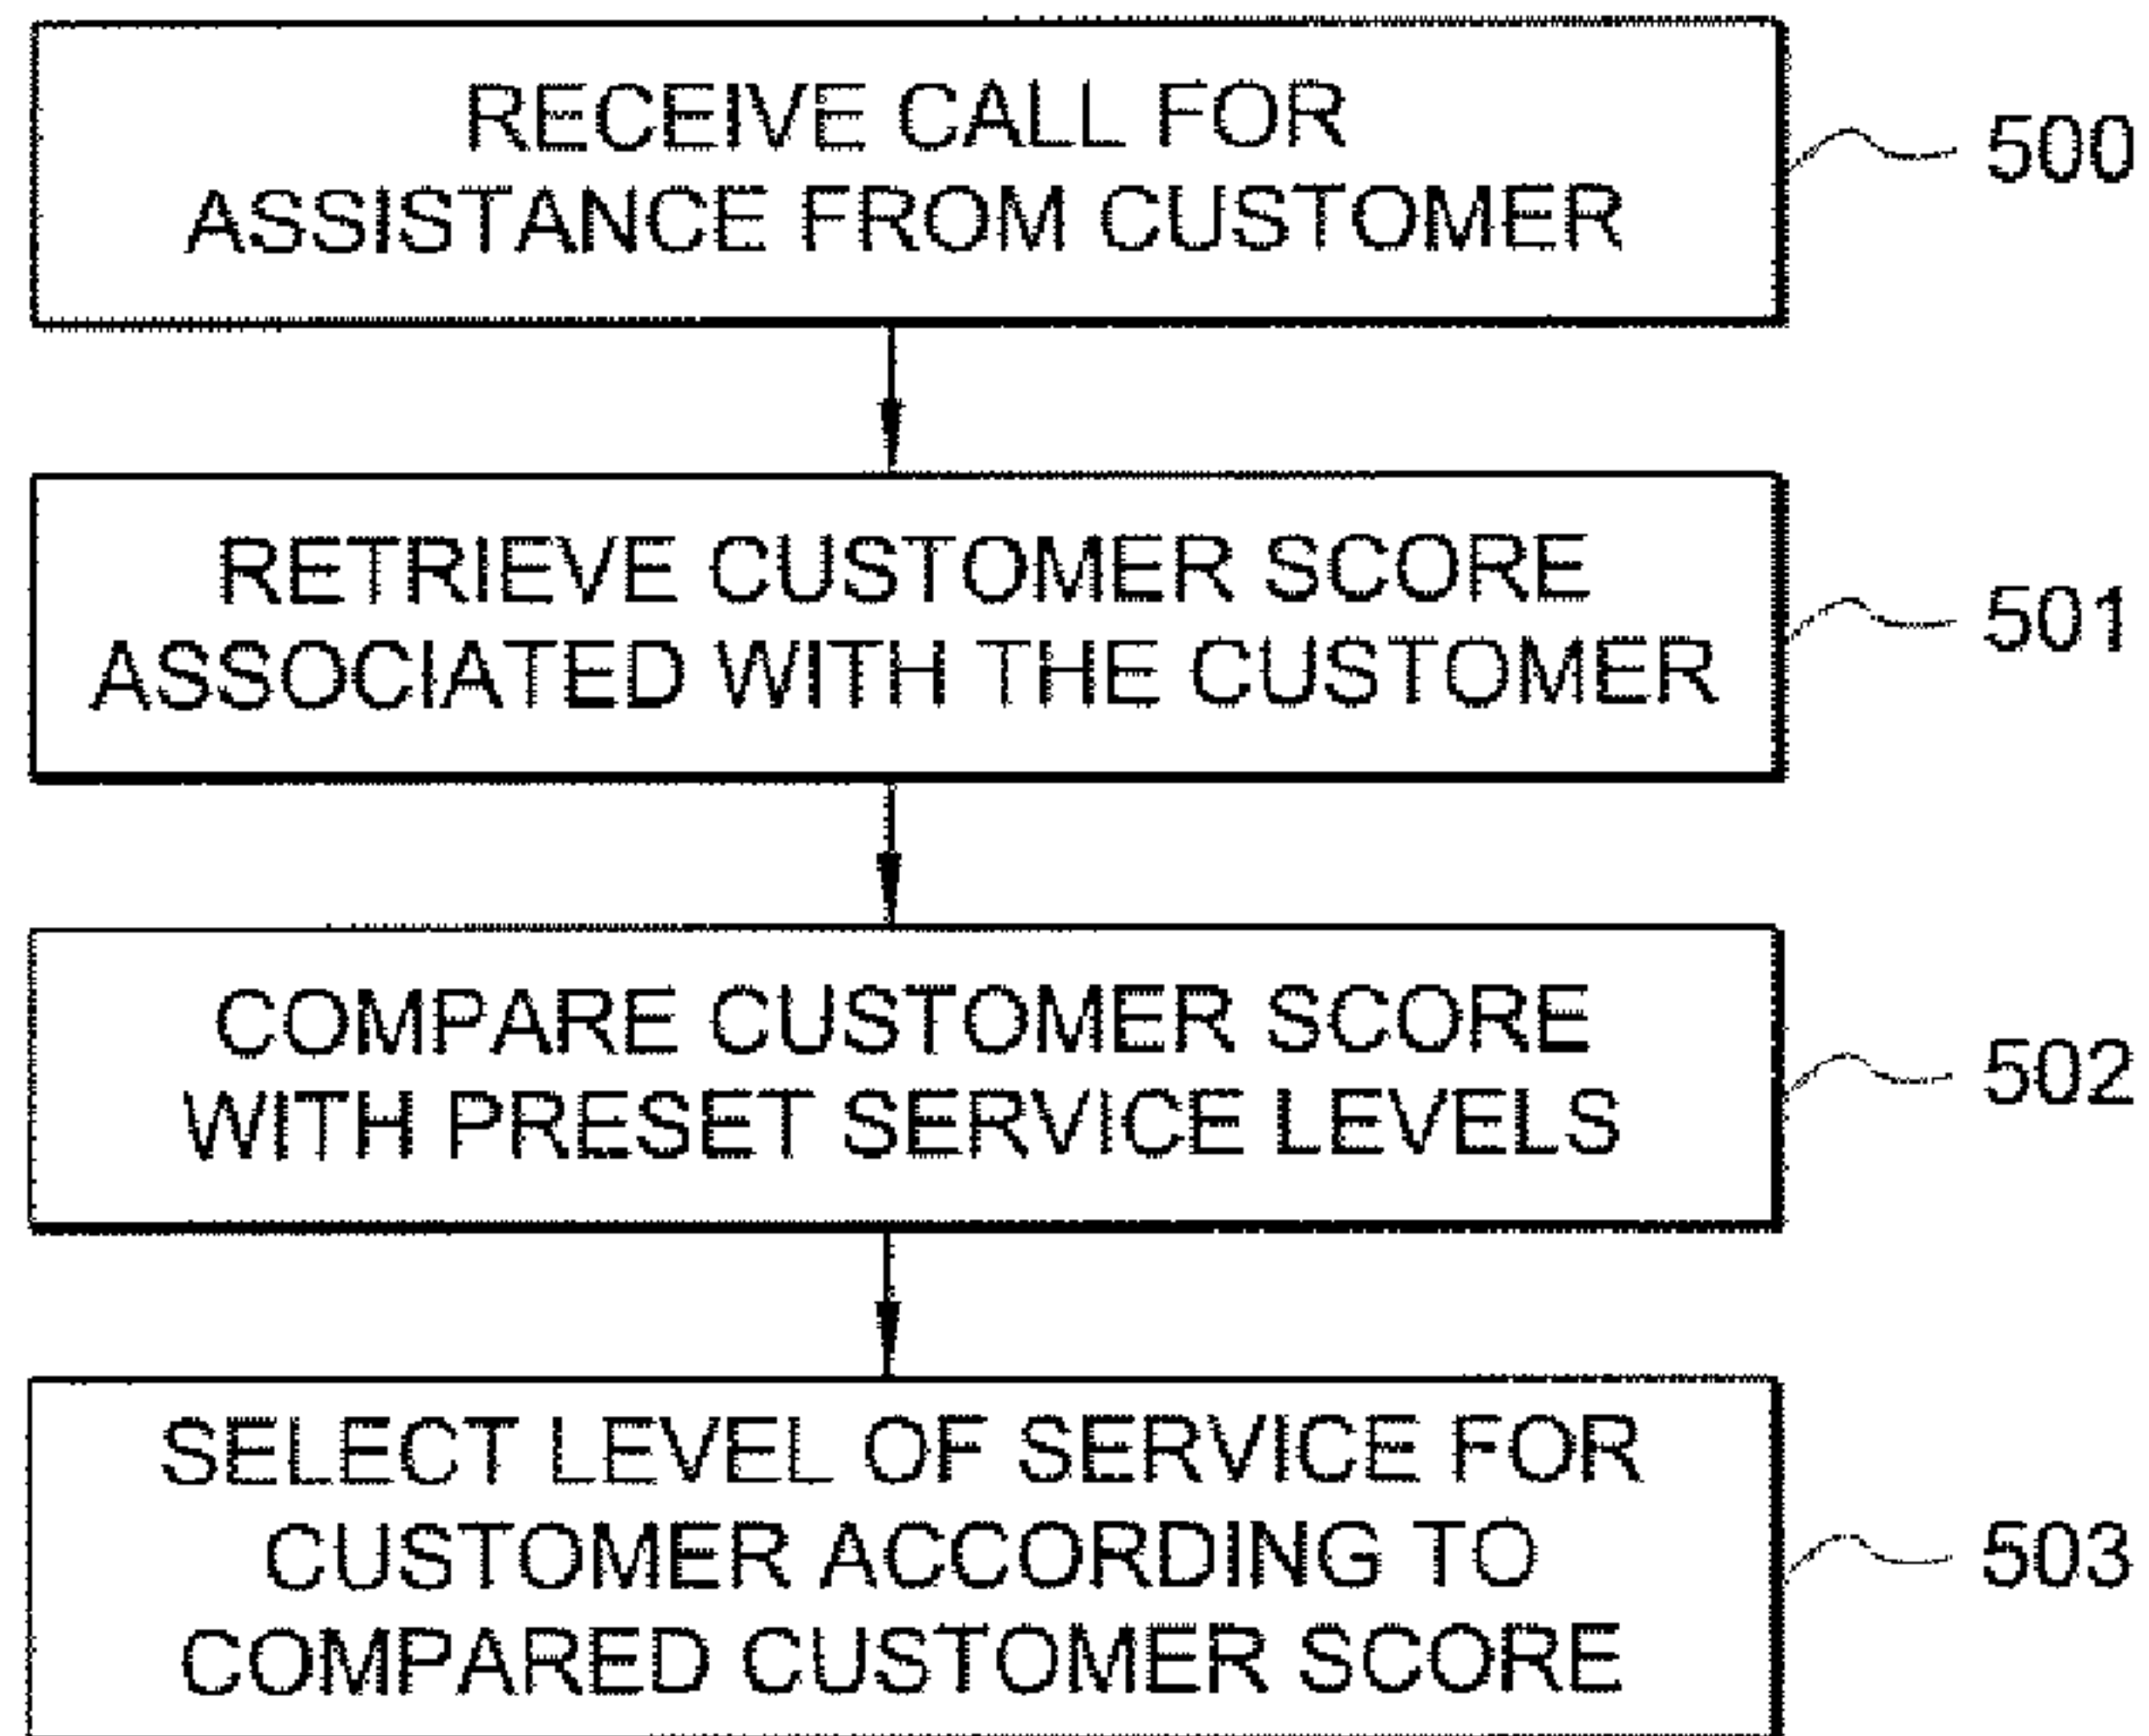 RECEIVE CALL FOR
ASSISTANCE FROM CUSTOMER
500
RETRIEVE CUSTOMER SCORE
ASSOCIATED WITH THE CUSTOMER
501
COMPARE CUSTOMER SCORE
WITH PRESET SERVICE LEVELS
502
SELECT LEVEL OF SERVICE FOR
CUSTOMER ACCORDING TO
COMPARED CUSTOMER SCORE
503